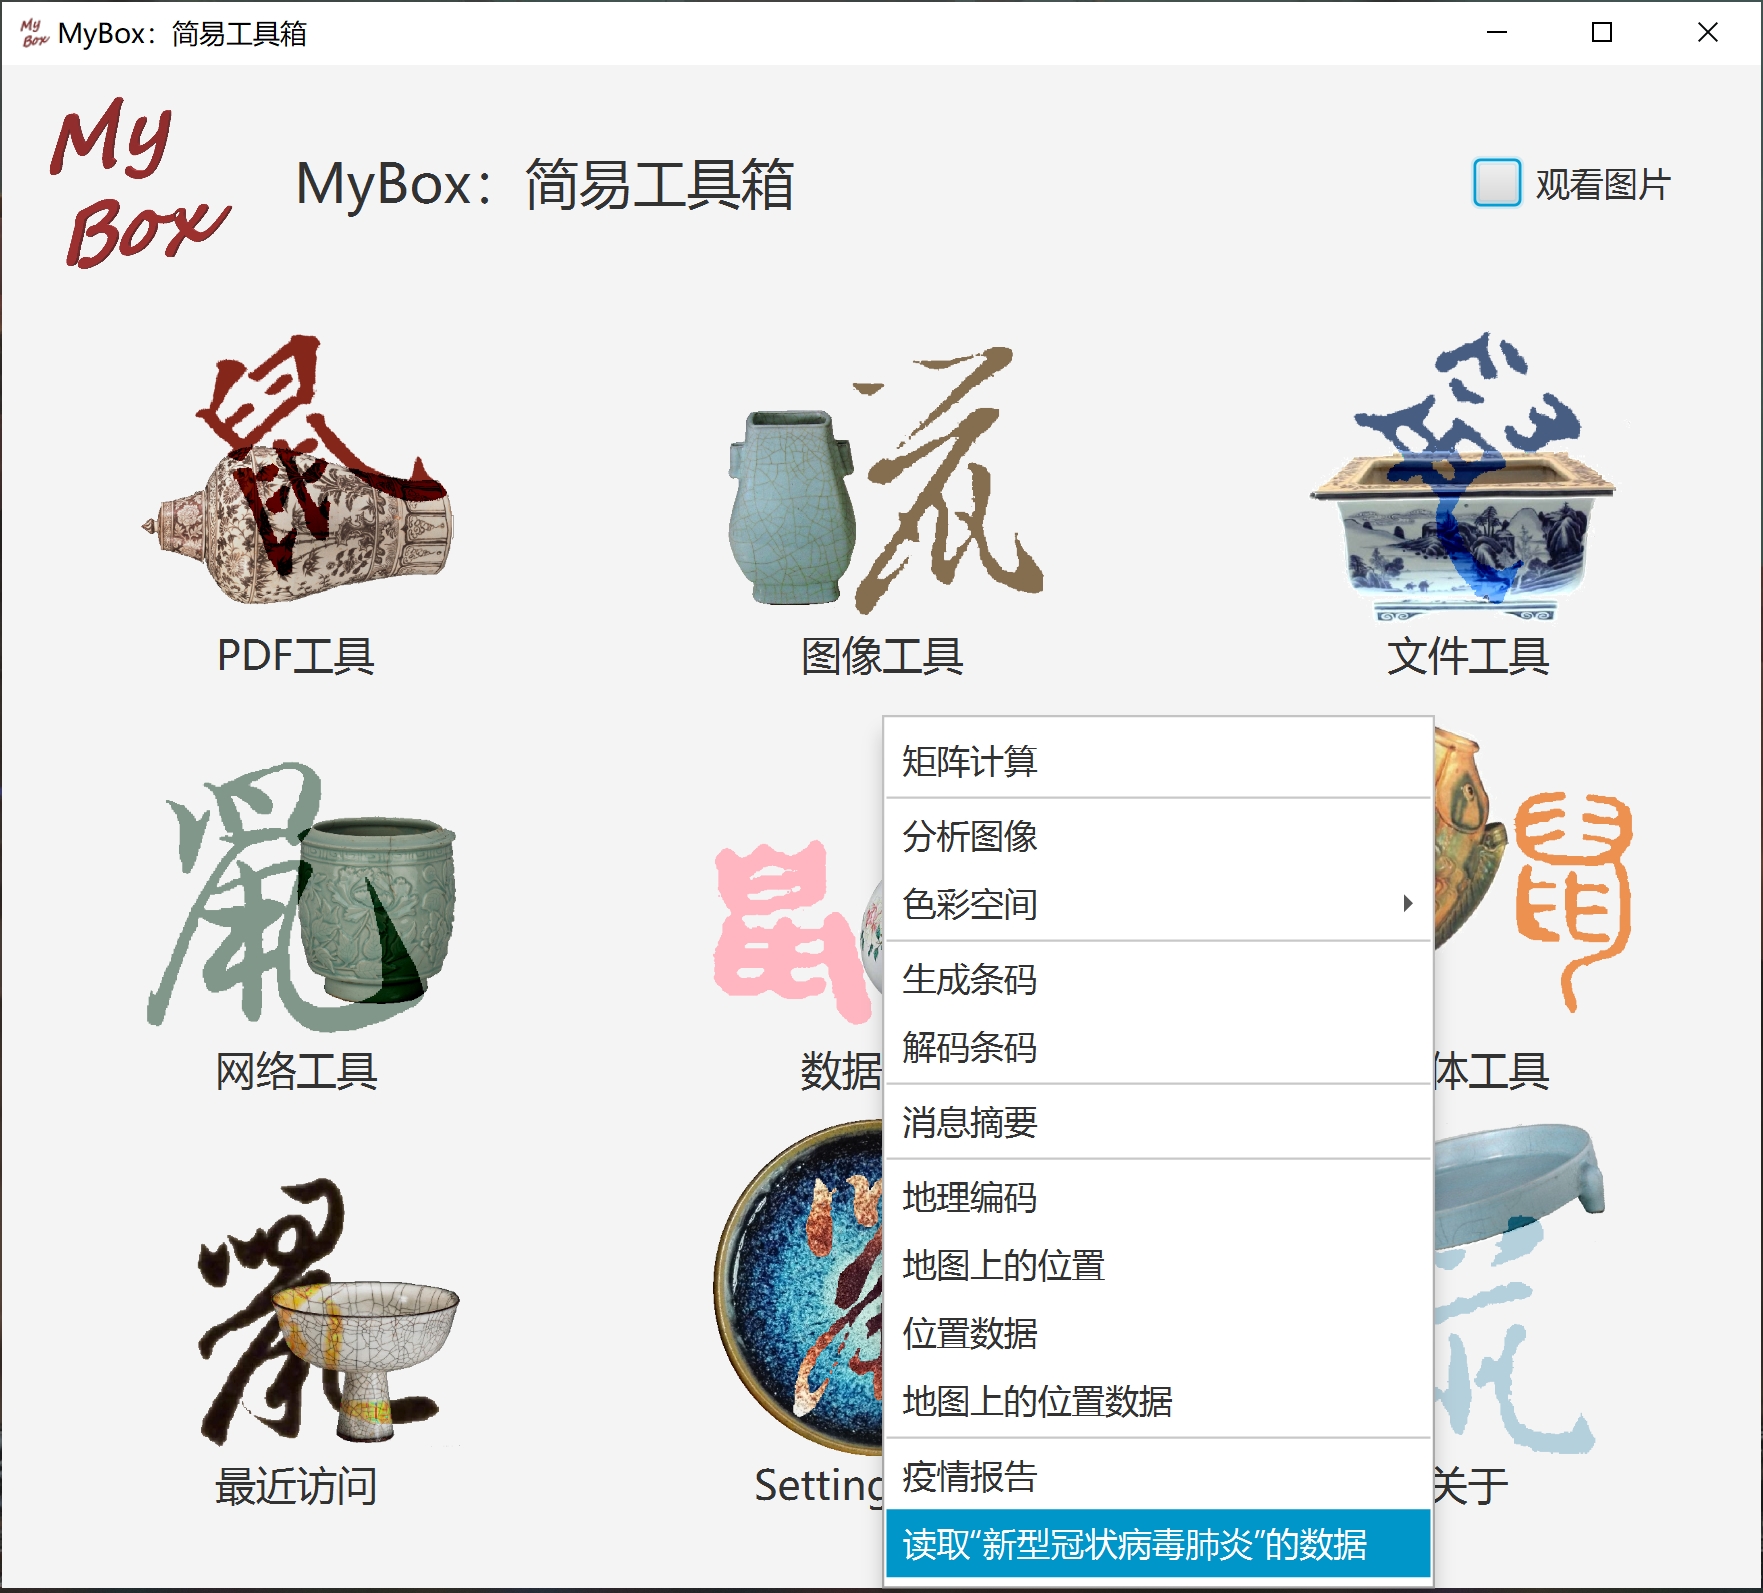 MyBox：简易工具箱
My
Box
MyBox：简易工具箱
观看图片
鼠
PDF工具
图像工具
文件工具
网络工具
数据
体工具
最近访问
Setting
关于
矩阵计算
分析图像
色彩空间
生成条码
解码条码
消息摘要
地理编码
地图上的位置
位置数据
地图上的位置数据
疫情报告
读取“新型冠状病毒肺炎”的数据